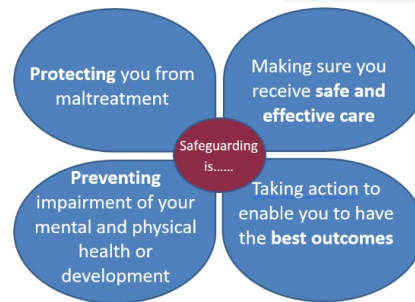 Protecting you from
maltreatment
Making sure you
receive safe and
effective care
Safeguarding
is......
Preventing
impairment of your
mental and physical
health or
development
Taking action to
enable you to have
the best outcomes